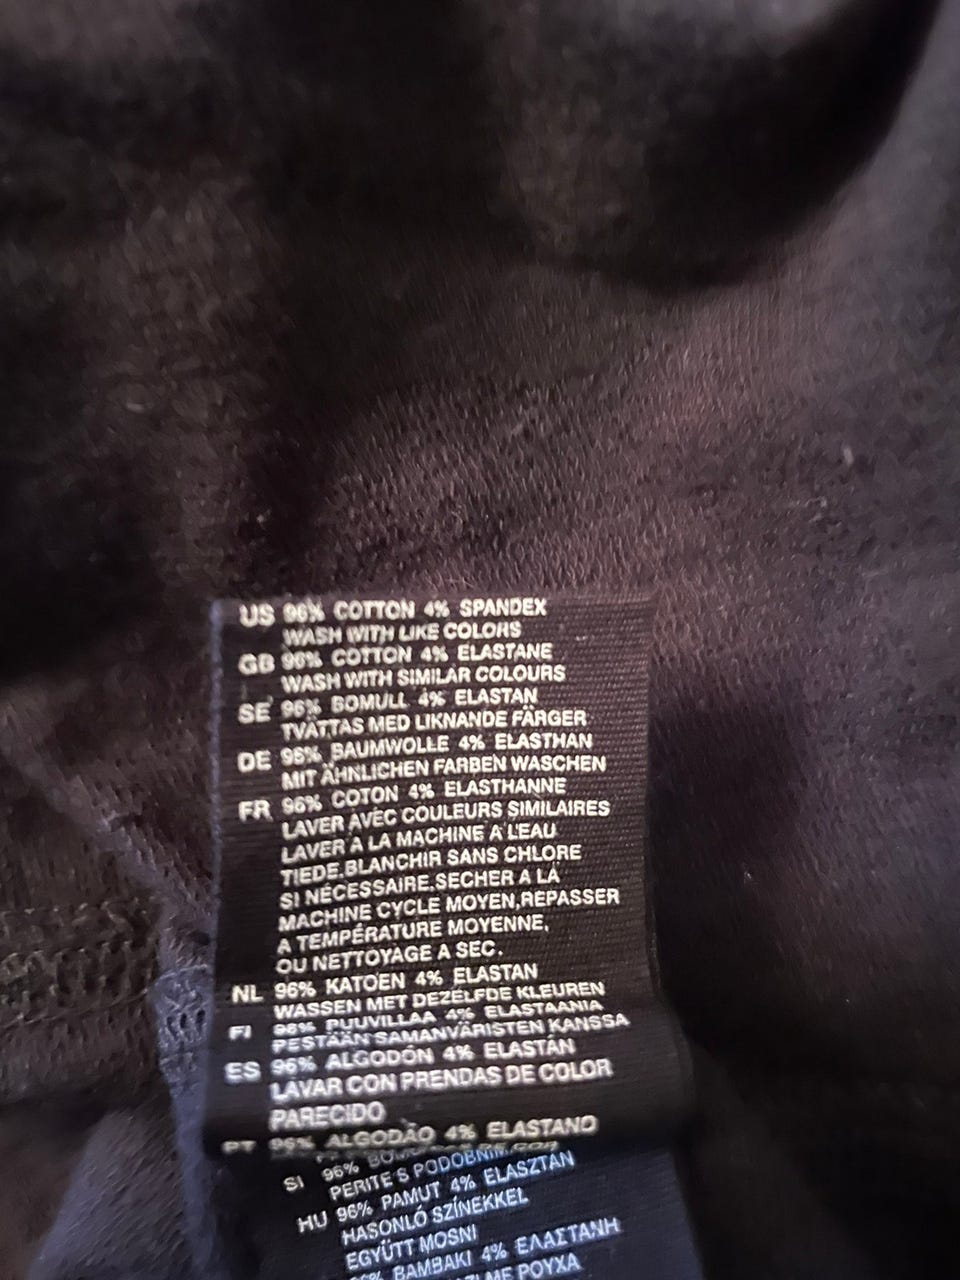 US 96% COTTON 4% SPANDEX
WASH WITH LIKE COLORS
GB 96% COTTON 4% ELASTANE
WASH WITH SIMILAR COLOURS
SE 96% BOMULL 4% ELASTAN
TVÄTTAS MED LIKNANDE FÄRGER
DE 96% BAUMWOLLE 4% ELASTHAN
MIT ÄHNLICHEN FARBEN WASCHEN
FR 96% COTON 4% ELASTHANNE
LAVER AVEC COULEURS SIMILAIRES
LAVER A LA MACHINE A L'EAU
TIEDE.BLANCHIR SANS CHLORE
SI NÉCESSAIRE.SECHER A LA
MACHINE CYCLE MOYEN,REPASSER
A TEMPÉRATURE MOYENNE,
OU NETTOYAGE A SEC.
NL 96% KATOEN 4% ELASTAN
WASSEN MET DEZELFDE KLEUREN
FI 96% PUUVILLAA 4% ELASTAANIA
PESTÄÄN SAMANVÄRISTEN KANSSA
ES 96% ALGODÓN 4% ELASTÁN
LAVAR CON PRENDAS DE COLOR
PARECIDO
PT 96% ALGODÃO 4% ELASTANO
SI 96%
PERITE S PODOBNIM
HU 96% PAMUT 4% ELASZTÁN
HASONLÓ SZÍNEKKEL
EGYÜTT MOSNI
ΒΑΜΒΑΚΙ 4% ΕΛΑΣΤΑΝΗ
ΜΕ ΡΟΥΧΑ